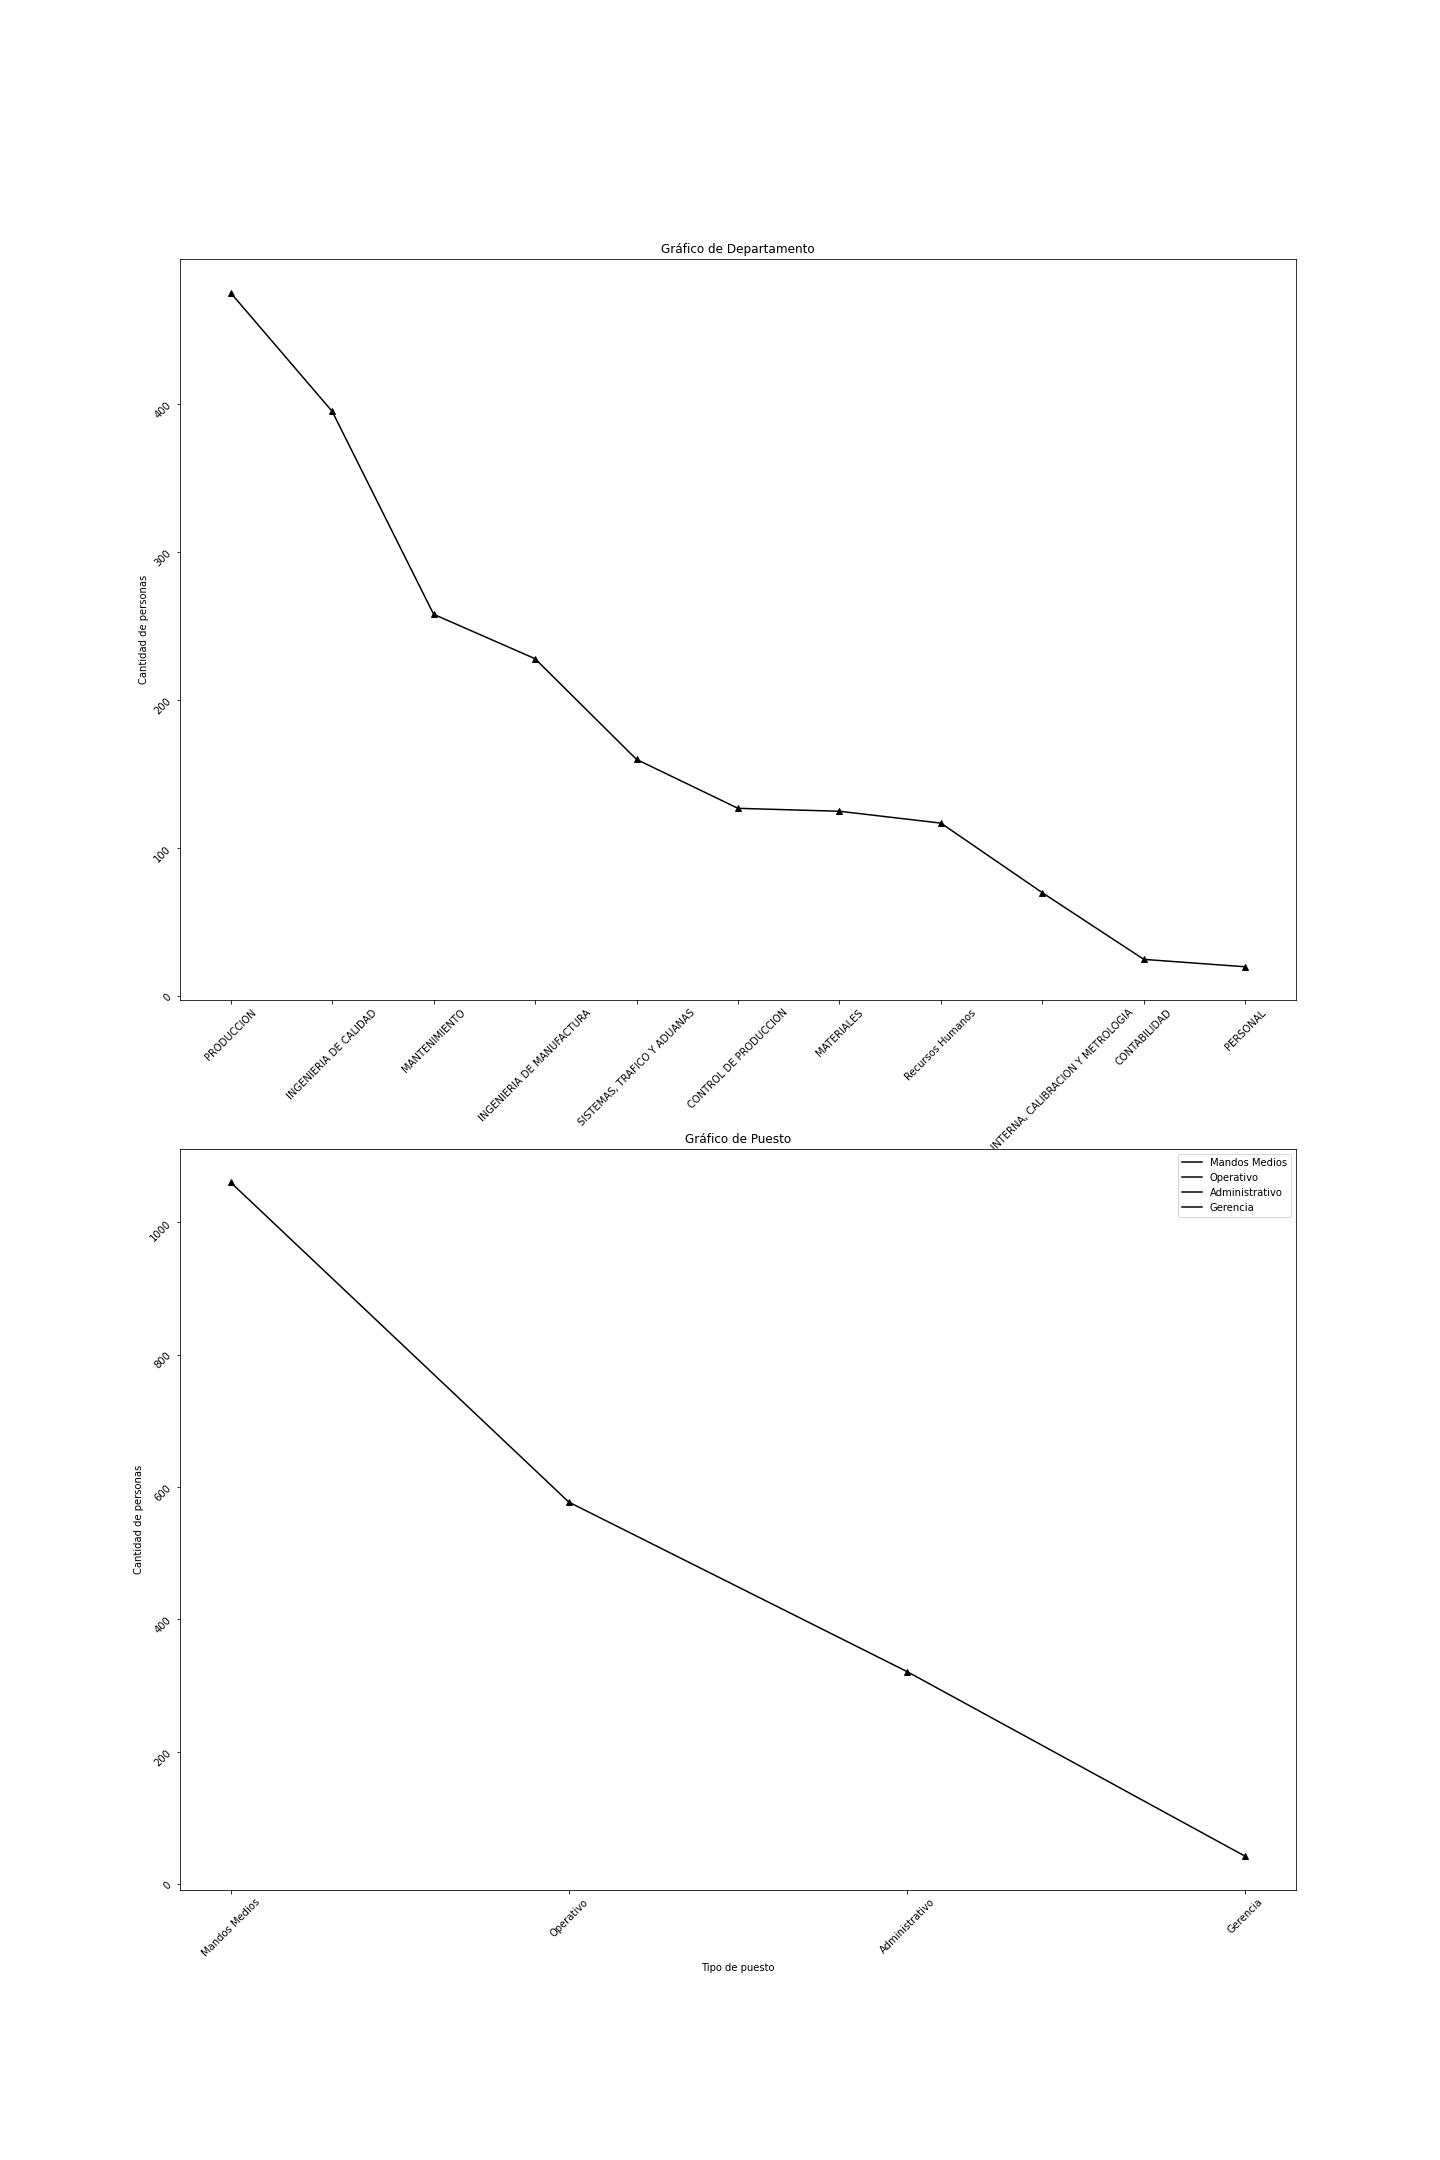 Gráfico de Departamento
Cantidad de personas
400
300
200
100
0
PRODUCCION
INGENIERIA DE CALIDAD
MANTENIMIENTO
INGENIERIA DE MANUFACTURA
SISTEMAS, TRAFICO Y ADUANAS
CONTROL DE PRODUCCION
MATERIALES
Recursos Humanos
INTERNA, CALIBRACION Y METROLOGIA
CONTABILIDAD
PERSONAL
Gráfico de Puesto
Mandos Medios
Operativo
Administrativo
Gerencia
Cantidad de personas
1000
800
600
400
200
0
Mandos Medios
Operativo
Administrativo
Gerencia
Tipo de puesto